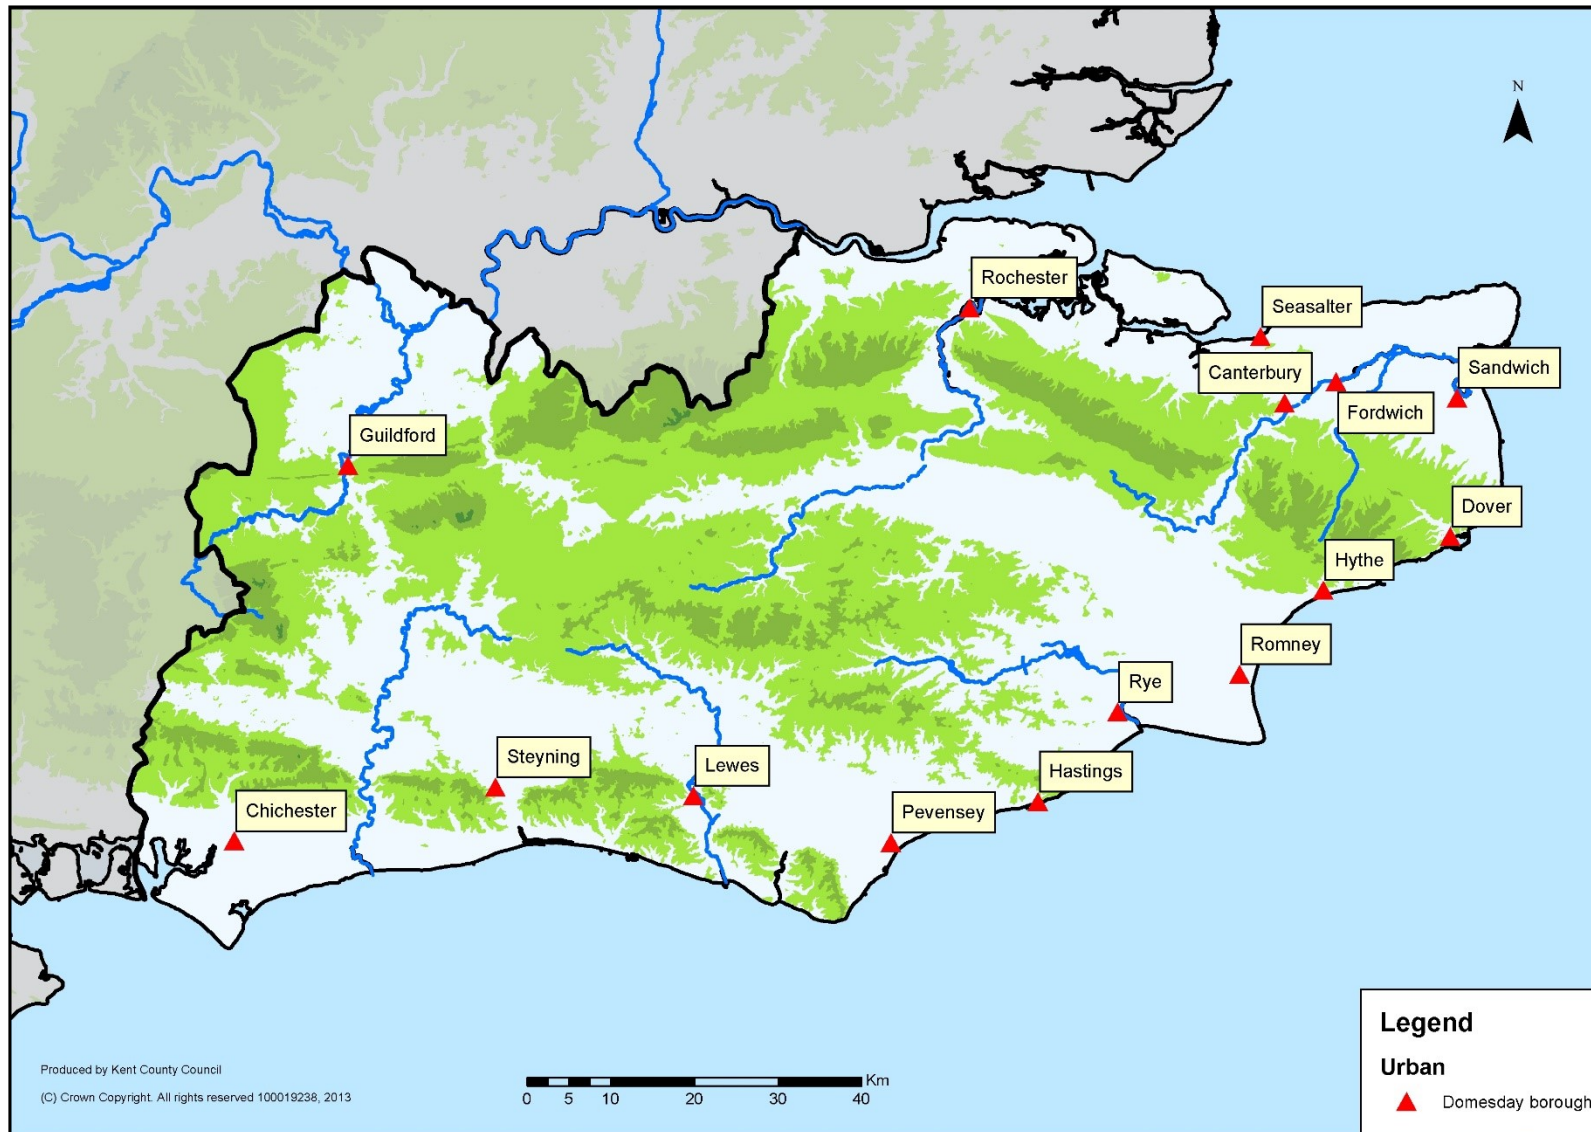 N
Rochester
Seasalter
Canterbury
Sandwich
Fordwich
Guildford
Dover
Hythe
Romney
Rye
Steyning
Lewes
Hastings
Chichester
Pevensey
Legend
Urban
Domesday borough
Produced by Kent County Council
(C) Crown Copyright. All rights reserved 100019238, 2013
Km
0 5 10 20 30 40